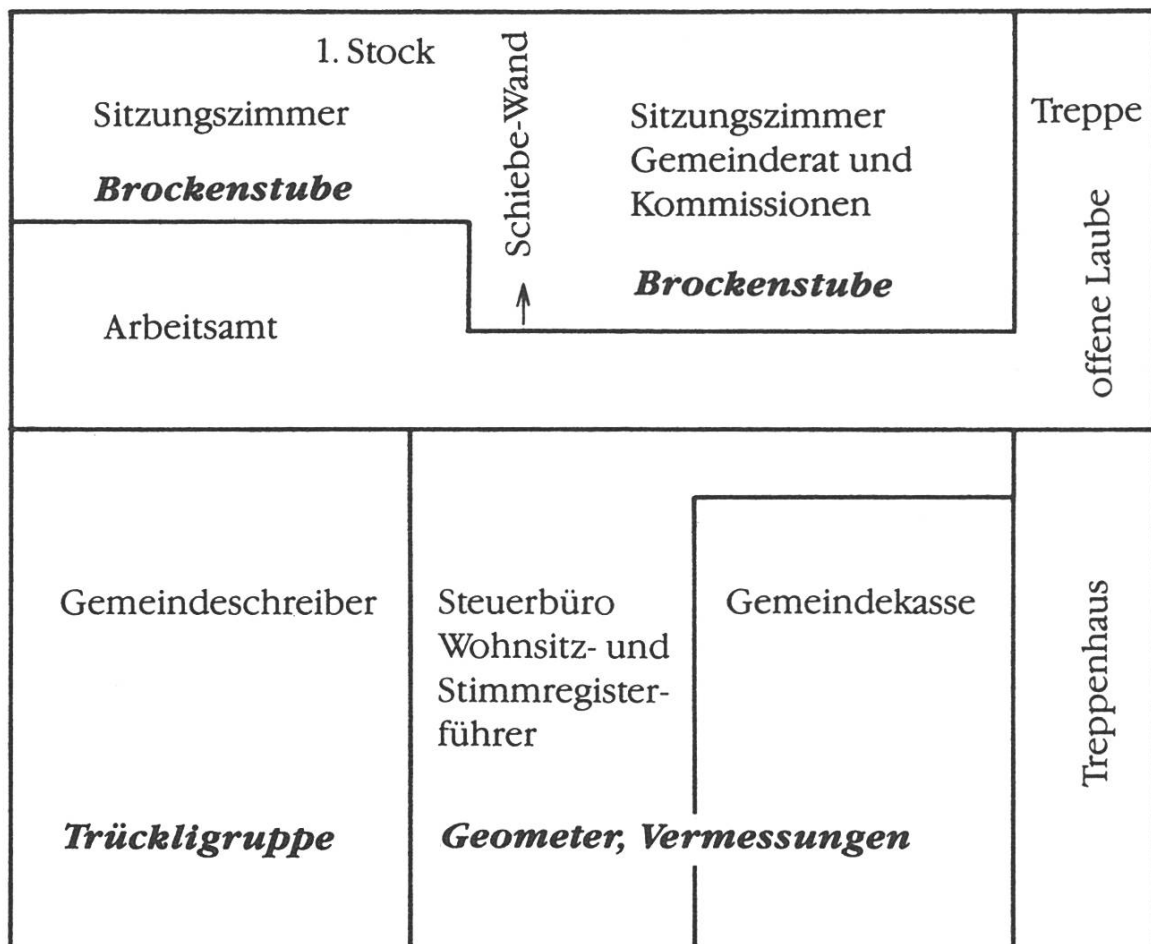 1. Stock
Sitzungszimmer
Brockenstube
Schiebe-Wand
Sitzungszimmer
Gemeinderat und
Kommissionen
Brockenstube
Treppe
offene Laube
Arbeitsamt
Gemeindeschreiber
Trückligruppe
Steuerbüro
Wohnsitz- und
Stimmregister-
führer
Gemeindekasse
Geometer, Vermessungen
Treppenhaus